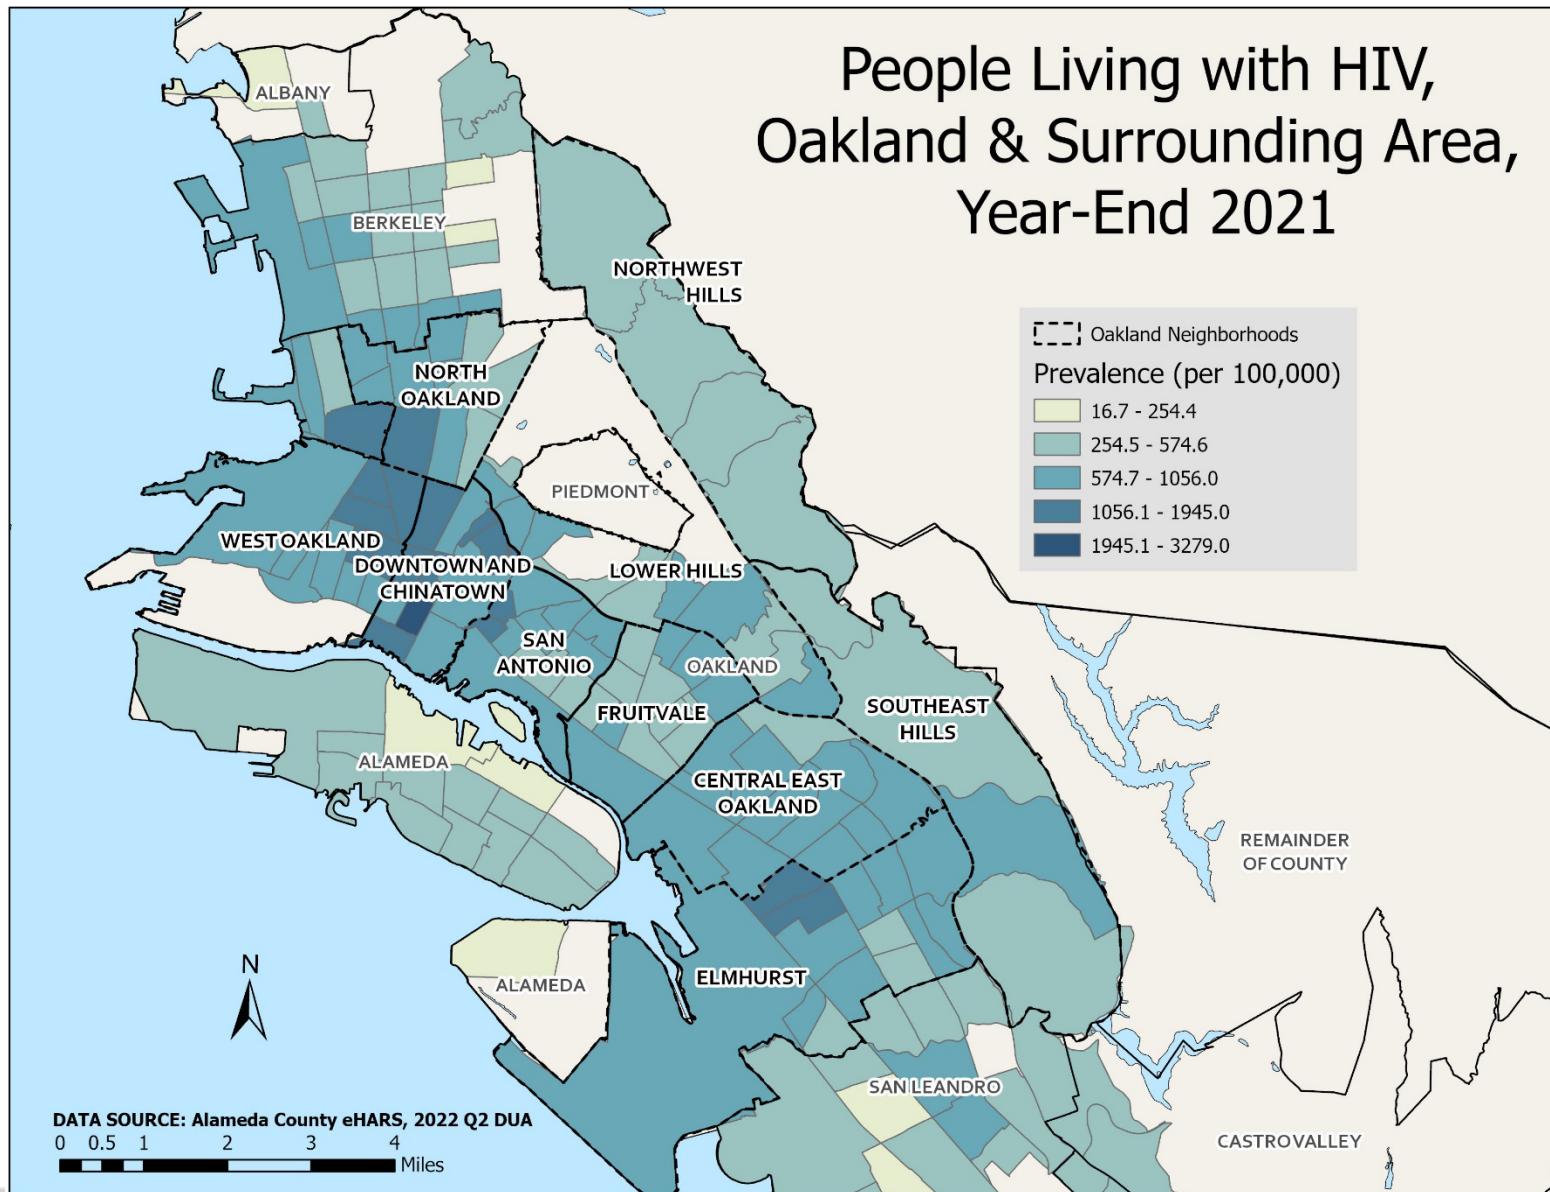 People Living with HIV,
Oakland & Surrounding Area,
Year-End 2021
ALBANY
BERKELEY
NORTHWEST
HILLS
Oakland Neighborhoods
Prevalence (per 100,000)
16.7 - 254.4
254.5 - 574.6
574.7 - 1056.0
1056.1 - 1945.0
1945.1 - 3279.0
NORTH
OAKLAND
PIEDMONT
WEST OAKLAND
DOWNTOWN AND
CHINATOWN
LOWER HILLS
SAN
ANTONIO
OAKLAND
FRUITVALE
SOUTHEAST
HILLS
ALAMEDA
CENTRAL EAST
OAKLAND
REMAINDER
OF COUNTY
N
ALAMEDA
ELMHURST
SAN LEANDRO
CASTRO VALLEY
DATA SOURCE: Alameda County eHARS, 2022 Q2 DUA
0 0.5 1 2 3 4
Miles